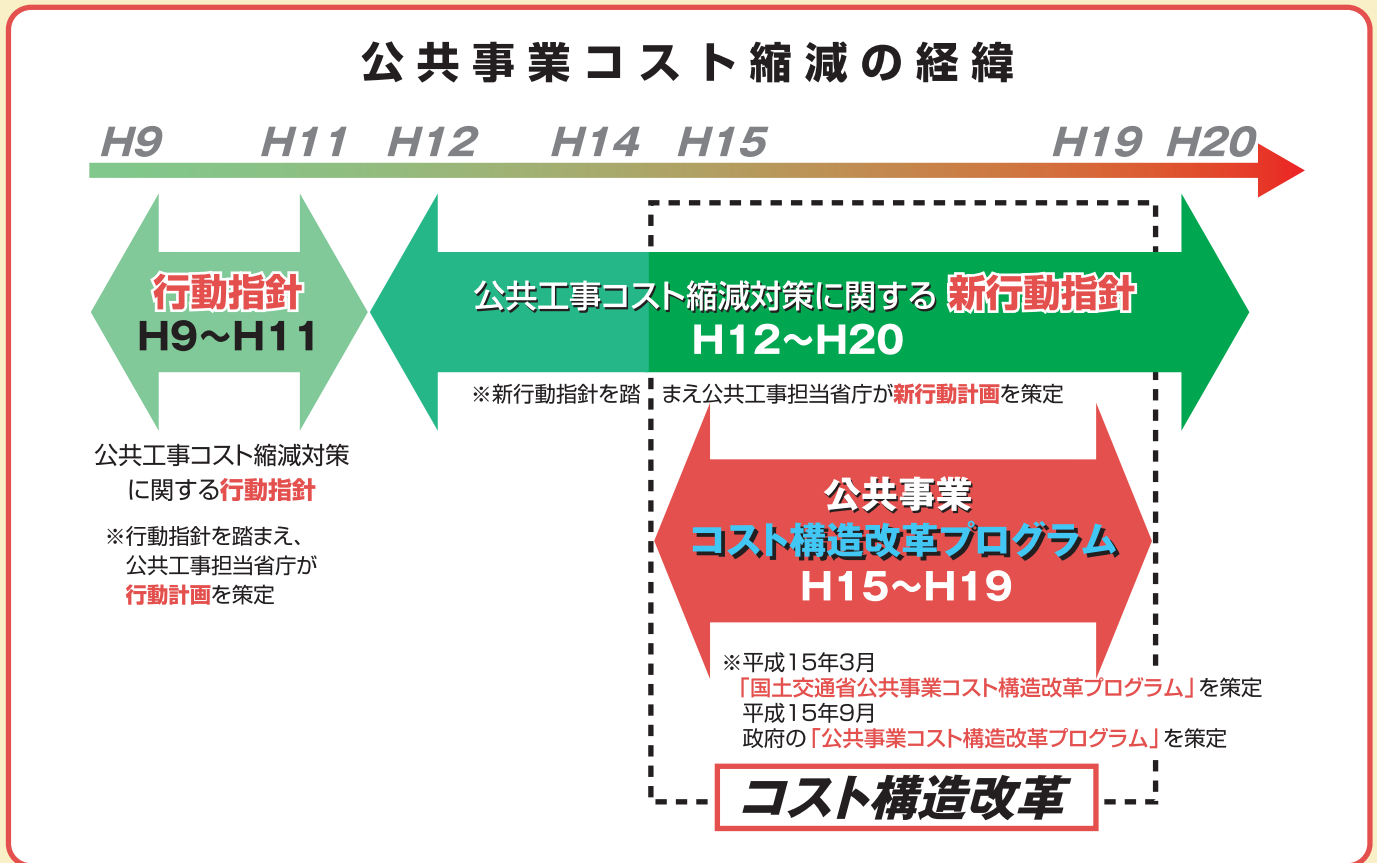 公共事業コスト縮減の経緯
H9 H11 H12 H14 H15 H19 H20
行動指針
H9～H11
公共工事コスト縮減対策
に関する行動指針
※行動指針を踏まえ、
公共工事担当省庁が
行動計画を策定
公共工事コスト縮減対策に関する 新行動指針
H12～H20
※新行動指針を踏まえ公共工事担当省庁が新行動計画を策定
公共事業
コスト構造改革プログラム
H15～H19
※平成15年3月
「国土交通省公共事業コスト構造改革プログラム」を策定
平成15年9月
政府の「公共事業コスト構造改革プログラム」を策定
コスト構造改革